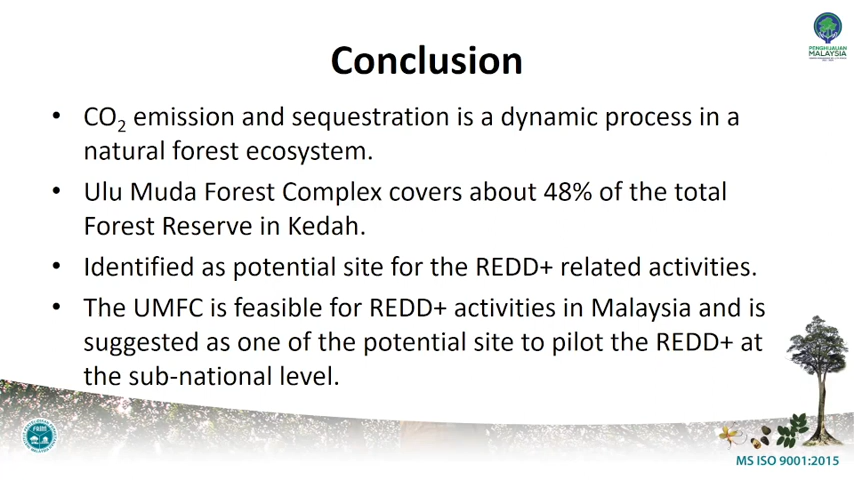 PENGHIJAUAN
MALAYSIA
Conclusion
• CO₂ emission and sequestration is a dynamic process in a
natural forest ecosystem.
• Ulu Muda Forest Complex covers about 48% of the total
Forest Reserve in Kedah.
• Identified as potential site for the REDD+ related activities.
• The UMFC is feasible for REDD+ activities in Malaysia and is
suggested as one of the potential site to pilot the REDD+ at
the sub-national level.
FRIM
MS ISO 9001:2015